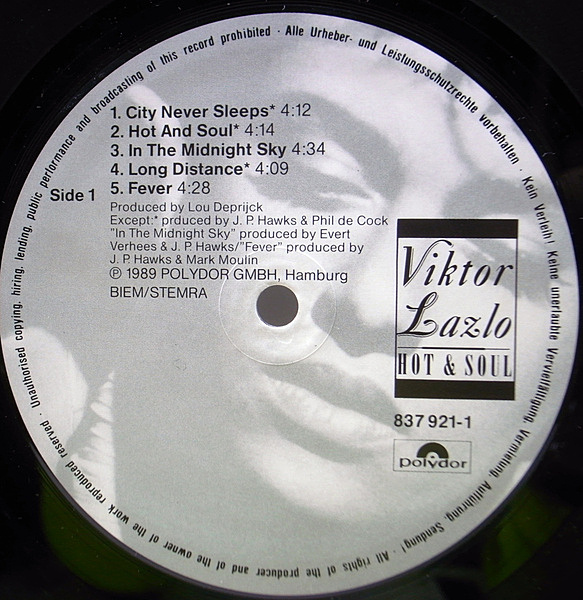 Unauthorised copying, hiring, lending, public performance and broadcasting of this record prohibited · Alle Urheber- und Leistungsschutzrechte vorbehalten · Kein Verleih! Keine unerlaubte Vervielfältigung, Vermietung, Aufführung, Sendung! · All rights of the producer and of the owner of the work reproduced reserved ·
1. City Never Sleeps* 4:12
2. Hot And Soul* 4:14
3. In The Midnight Sky 4:34
4. Long Distance* 4:09
Side 1
5. Fever 4:28
Produced by Lou Deprijck
Except:* prduced by J. P. Hawks & Phil de Cock
"In The Midnight Sky" produced by Evert
Verhees & J. P. Hawks/"Fever" produced by
J. P. Hawks & Mark Moulin
℗ 1989 POLYDOR GMBH, Hamburg
BIEM/STEMRA
Viktor
Lazlo
HOT & SOUL
837 921-1
polydor